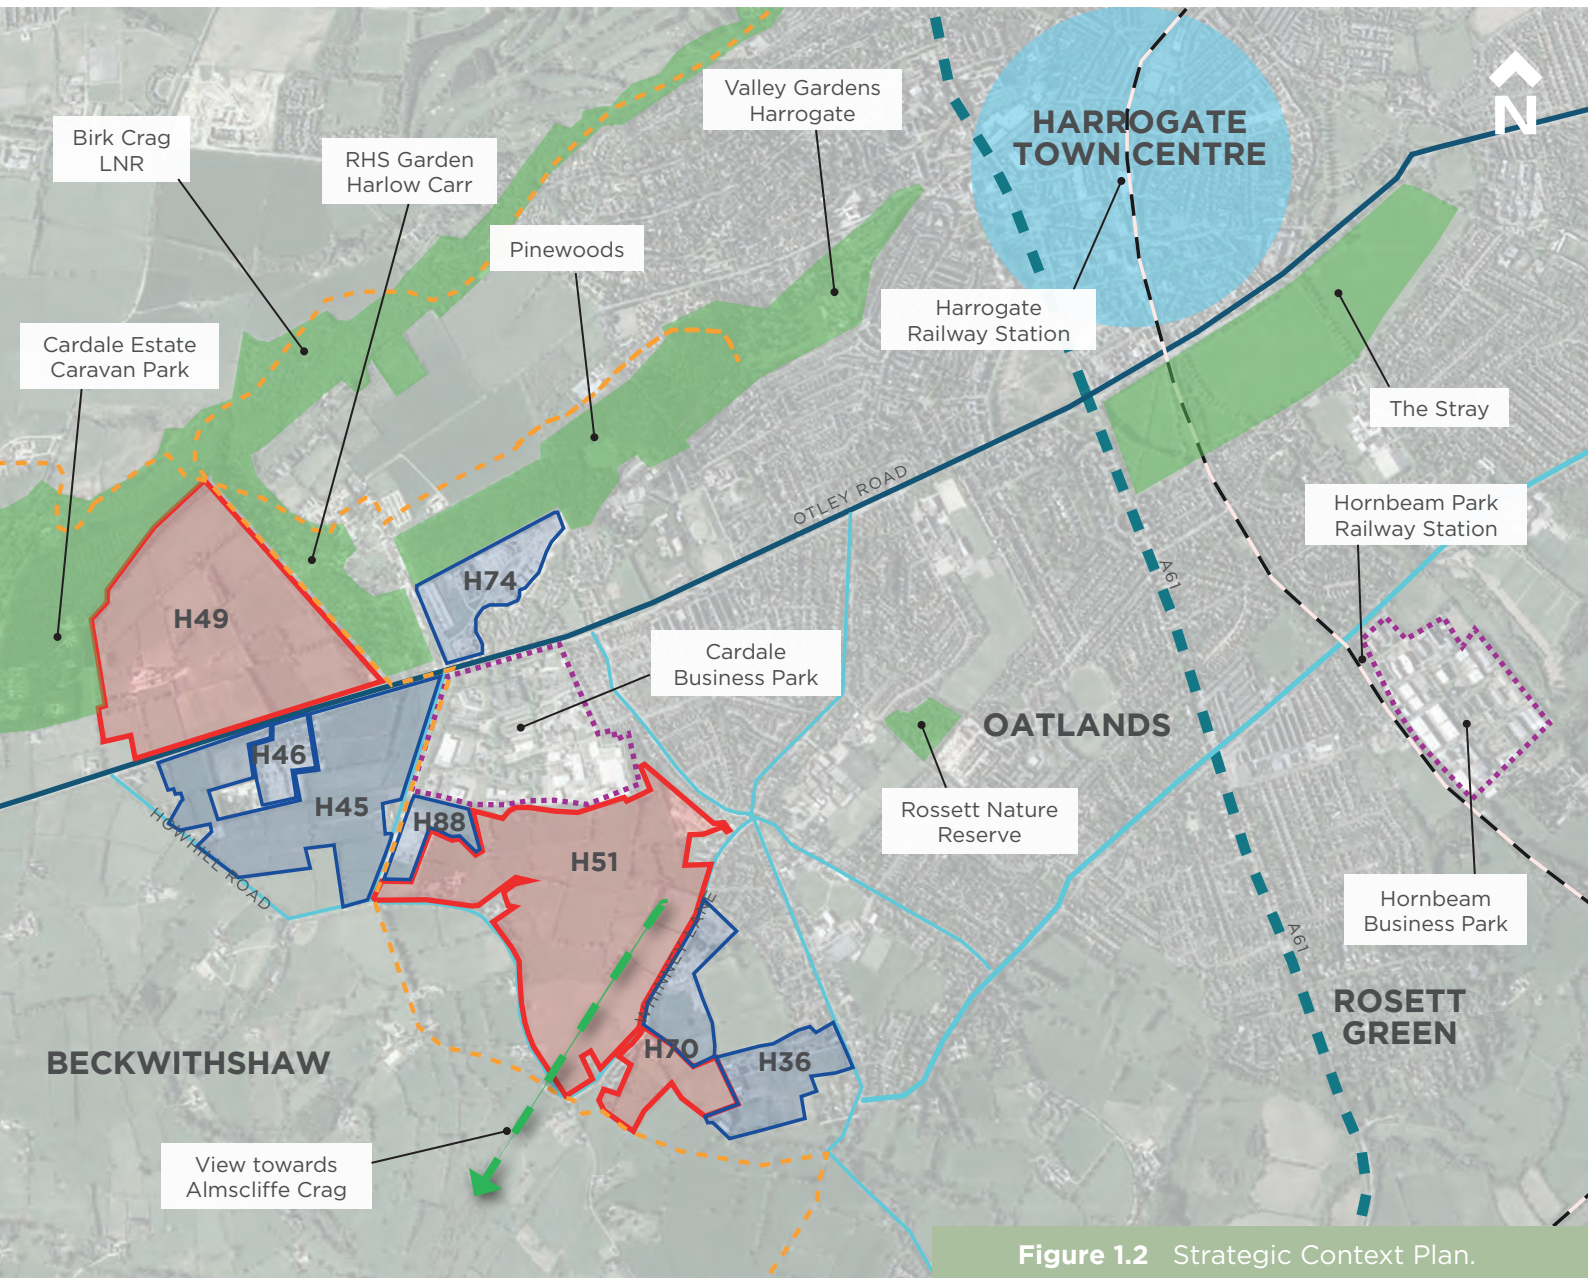 Valley Gardens
Harrogate
HARROGATE
TOWN CENTRE
N
Birk Crag
LNR
RHS Garden
Harlow Carr
Pinewoods
Harrogate
Railway Station
Cardale Estate
Caravan Park
The Stray
OTLEY ROAD
Hornbeam Park
Railway Station
A61
H74
H49
Cardale
Business Park
OATLANDS
H46
H45
H88
HOWHILL ROAD
Rossett Nature
Reserve
H51
Hornbeam
Business Park
WHINNEY LANE
A61
ROSETT
GREEN
H70
H36
BECKWITHSHAW
View towards
Almscliffe Crag
Figure 1.2 Strategic Context Plan.